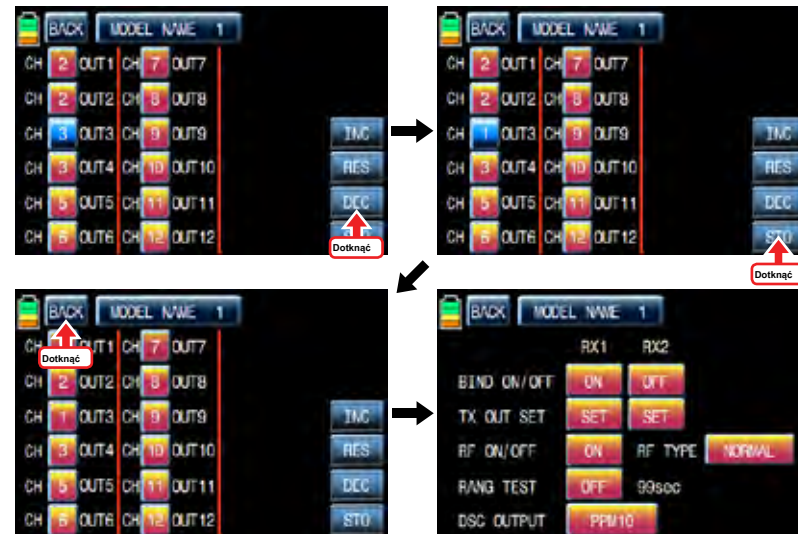 BACK MODEL NAME 1
CH 2 OUT1 CH 7 OUT7
CH 2 OUT2 CH 8 OUT8
CH 3 OUT3 CH 9 OUT9 INC
CH 3 OUT4 CH 10 OUT10 RES
CH 5 OUT5 CH 11 OUT11 DEC
CH 6 OUT6 CH 12 OUT12
Dotknąć
BACK MODEL NAME 1
CH 2 OUT1 CH 7 OUT7
CH 2 OUT2 CH 8 OUT8
CH 1 OUT3 CH 9 OUT9 INC
CH 3 OUT4 CH 10 OUT10 RES
CH 5 OUT5 CH 11 OUT11 DEC
CH 6 OUT6 CH 12 OUT12 STO
Dotknąć
BACK MODEL NAME 1
CH OUT1 CH 7 OUT7
Dotknąć
CH 2 OUT2 CH 8 OUT8
CH 1 OUT3 CH 9 OUT9 INC
CH 3 OUT4 CH 10 OUT10 RES
CH 5 OUT5 CH 11 OUT11 DEC
CH 6 OUT6 CH 12 OUT12 STO
BACK MODEL NAME 1
RX1 RX2
BIND ON/OFF ON OFF
TX OUT SET SET SET
RF ON/OFF ON RF TYPE NORMAL
RANG TEST OFF 99sec
DSC OUTPUT PPM10